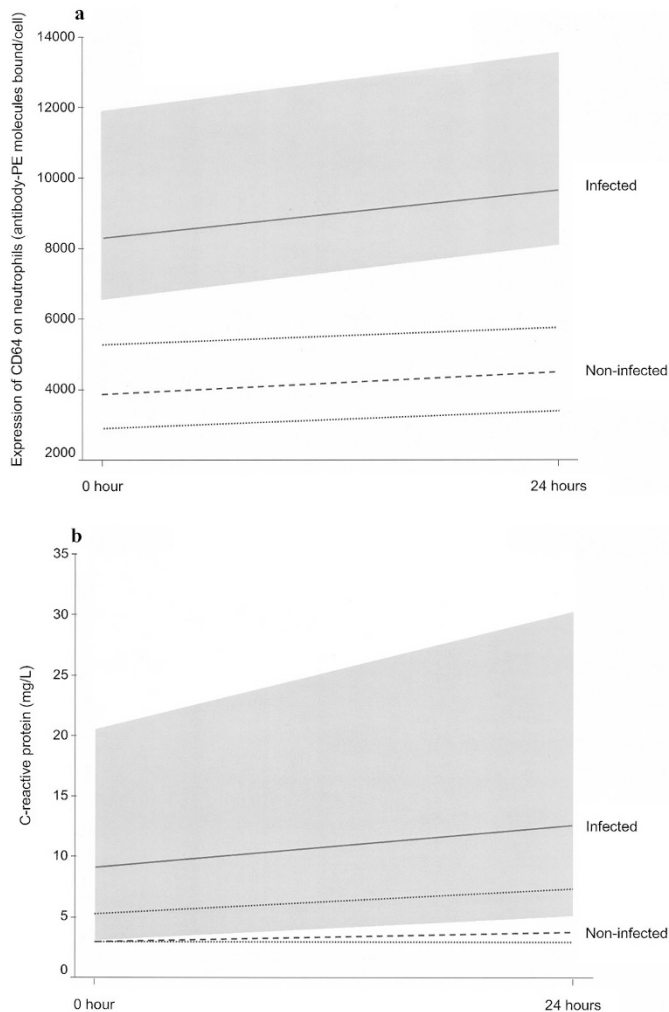 a
Expression of CD64 on neutrophils (antibody-PE molecules bound/cell)
14000
12000
10000
8000
6000
4000
2000
Infected
Non-infected
0 hour
24 hours
b
C-reactive protein (mg/L)
35
30
25
20
15
10
5
0
Infected
Non-infected
0 hour
24 hours